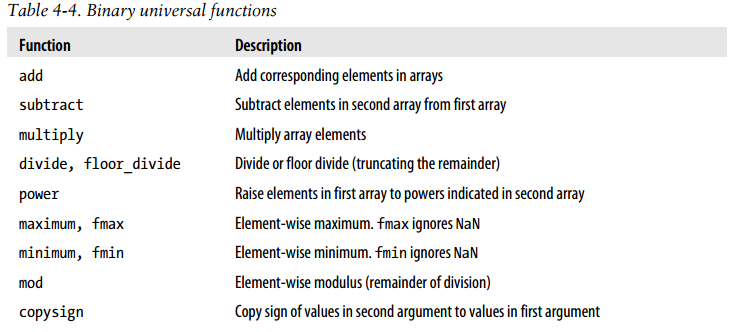 Table 4-4. Binary universal functions
Function Description
add Add corresponding elements in arrays
subtract Subtract elements in second array from first array
multiply Multiply array elements
divide, floor_divide Divide or floor divide (truncating the remainder)
power Raise elements in first array to powers indicated in second array
maximum, fmax Element-wise maximum. fmax ignores NaN
minimum, fmin Element-wise minimum. fmin ignores NaN
mod Element-wise modulus (remainder of division)
copysign Copy sign of values in second argument to values in first argument